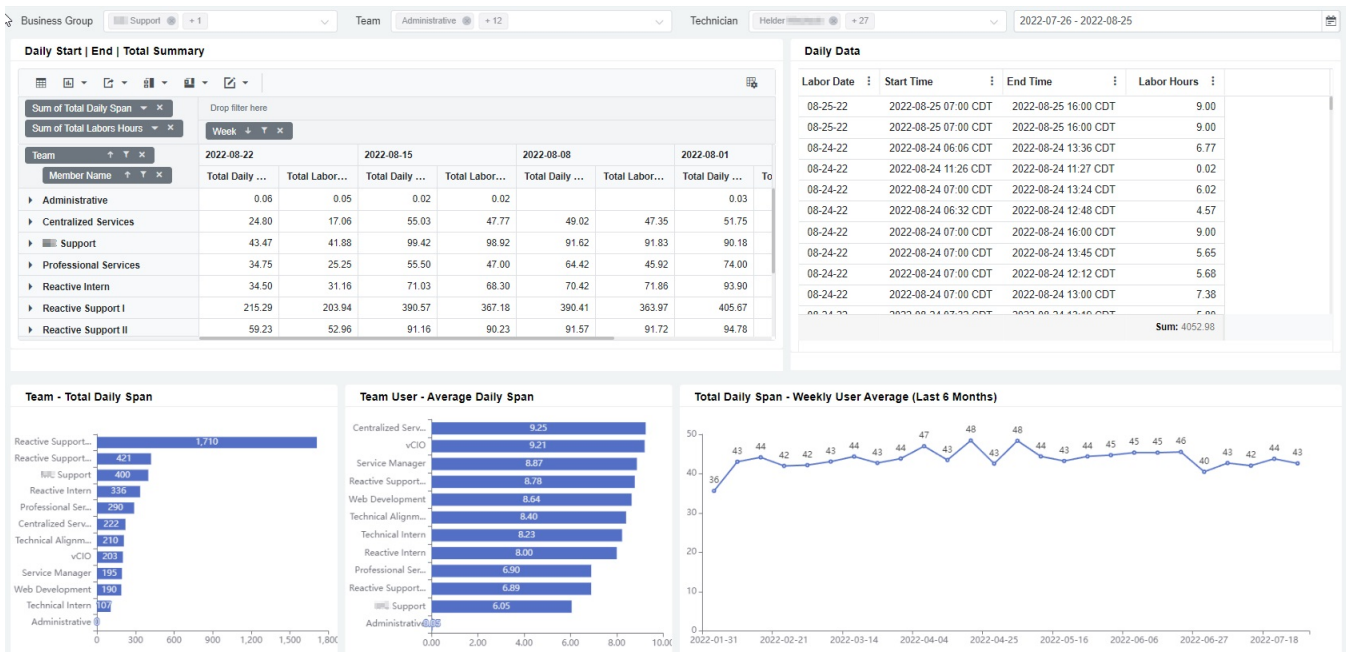 Business Group Support + 1 Team Administrative + 12 Technician Helder + 27 2022-07-26 - 2022-08-25
Daily Start | End | Total Summary
Sum of Total Daily Span
Sum of Total Labors Hours
Drop filter here
Week
Team
Member Name
2022-08-22 2022-08-15 2022-08-08 2022-08-01
Total Daily ... Total Labor... Total Daily ... Total Labor... Total Daily ... Total Labor... Total Daily ... To
Administrative 0.06 0.05 0.02 0.02 0.03
Centralized Services 24.80 17.06 55.03 47.77 49.02 47.35 51.75
Support 43.47 41.88 99.42 98.92 91.62 91.83 90.18
Professional Services 34.75 25.25 55.50 47.00 64.42 45.92 74.00
Reactive Intern 34.50 31.16 71.03 68.30 70.42 71.86 93.90
Reactive Support I 215.29 203.94 390.57 367.18 390.41 363.97 405.67
Reactive Support II 59.23 52.96 91.16 90.23 91.57 91.72 94.78
Daily Data
Labor Date Start Time End Time Labor Hours
08-25-22 2022-08-25 07:00 CDT 2022-08-25 16:00 CDT 9.00
08-25-22 2022-08-25 07:00 CDT 2022-08-25 16:00 CDT 9.00
08-24-22 2022-08-24 06:06 CDT 2022-08-24 13:36 CDT 6.77
08-24-22 2022-08-24 11:26 CDT 2022-08-24 11:27 CDT 0.02
08-24-22 2022-08-24 07:00 CDT 2022-08-24 13:24 CDT 6.02
08-24-22 2022-08-24 06:32 CDT 2022-08-24 12:48 CDT 4.57
08-24-22 2022-08-24 07:00 CDT 2022-08-24 16:00 CDT 9.00
08-24-22 2022-08-24 07:00 CDT 2022-08-24 13:45 CDT 5.65
08-24-22 2022-08-24 07:00 CDT 2022-08-24 12:12 CDT 5.68
08-24-22 2022-08-24 07:00 CDT 2022-08-24 13:00 CDT 7.38
Sum: 4052.98
Team - Total Daily Span
Reactive Support... 1,710
Reactive Support... 421
Support 400
Reactive Intern 336
Professional Ser... 290
Centralized Serv... 222
Technical Alignm... 210
vCIO 203
Service Manager 195
Web Development 190
Technical Intern 107
Administrative
0 300 600 900 1,200 1,500 1,800
Team User - Average Daily Span
Centralized Serv... 9.25
vCIO 9.21
Service Manager 8.87
Reactive Support... 8.78
Web Development 8.64
Technical Alignm... 8.40
Technical Intern 8.23
Reactive Intern 8.00
Professional Ser... 6.90
Reactive Support... 6.89
Support 6.05
Administrative
0.00 2.00 4.00 6.00 8.00 10.00
Total Daily Span - Weekly User Average (Last 6 Months)
50 40 30 20 10 0
36 43 44 42 42 43 44 43 44 47 43 48 43 48 44 43 44 45 45 45 46 40 43 42 44 43
2022-01-31 2022-02-21 2022-03-14 2022-04-04 2022-04-25 2022-05-16 2022-06-06 2022-06-27 2022-07-18